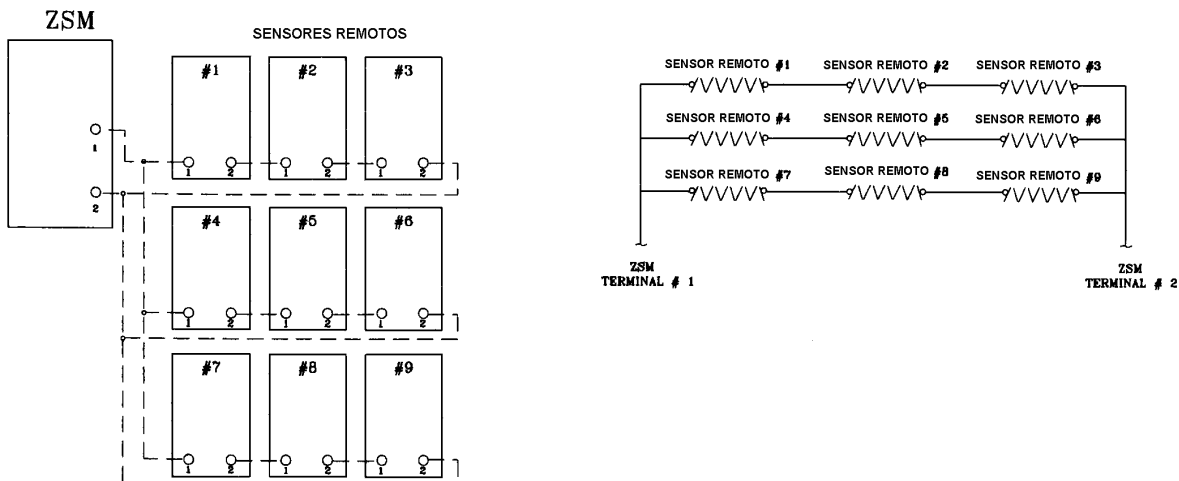 ZSM
SENSORES REMOTOS
#1 #2 #3
1
1 2 1 2 1 2
2
#4 #5 #6
1 2 1 2 1 2
#7 #8 #9
1 2 1 2 1 2
SENSOR REMOTO #1 SENSOR REMOTO #2 SENSOR REMOTO #3
SENSOR REMOTO #4 SENSOR REMOTO #5 SENSOR REMOTO #6
SENSOR REMOTO #7 SENSOR REMOTO #8 SENSOR REMOTO #9
ZSM
TERMINAL # 1
ZSM
TERMINAL # 2